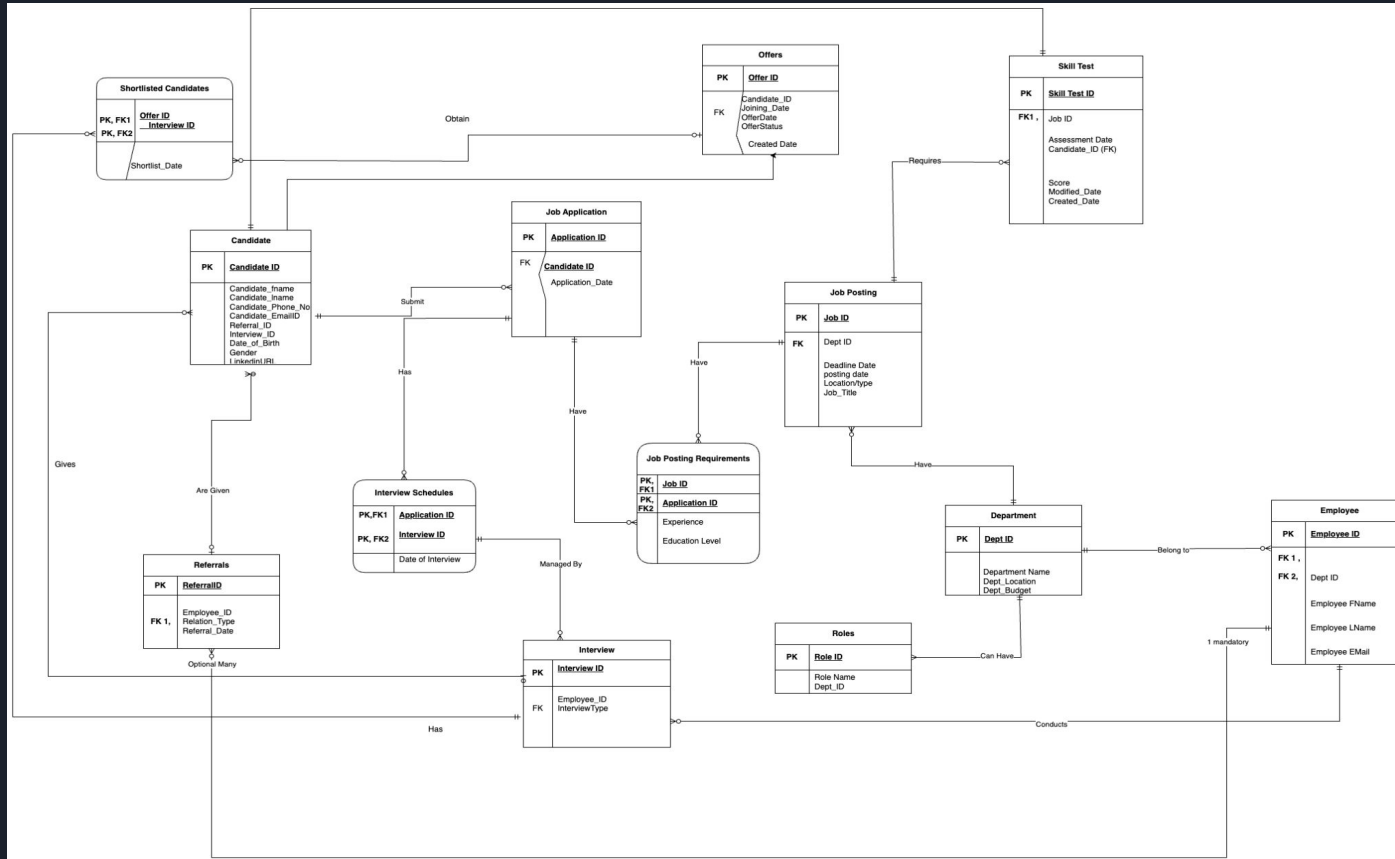 Shortlisted Candidates
PK, FK1
PK, FK2
Offer ID
Interview ID
Shortlist_Date
Obtain
Offers
PK
Offer ID
FK
Candidate_ID
Joining_Date
OfferDate
OfferStatus
Created Date
Skill Test
PK
Skill Test ID
FK1 ,
Job ID
Assessment Date
Candidate_ID (FK)
Score
Modified_Date
Created_Date
Requires
Candidate
PK
Candidate ID
Candidate_fname
Candidate_lname
Candidate_Phone_No
Candidate_EmailID
Referral_ID
Interview_ID
Date_of_Birth
Gender
LinkedinURL
Submit
Job Application
PK
Application ID
FK
Candidate ID
Application_Date
Has
Have
Job Posting
PK
Job ID
FK
Dept ID
Deadline Date
posting date
Location/type
Job_Title
Have
Have
Gives
Are Given
Interview Schedules
PK,FK1
Application ID
PK, FK2
Interview ID
Date of Interview
Managed By
Job Posting Requirements
PK,
FK1
Job ID
PK,
FK2
Application ID
Experience
Education Level
Department
PK
Dept ID
Department Name
Dept_Location
Dept_Budget
Belong to
Employee
PK
Employee ID
FK 1 ,
FK 2,
Dept ID
Employee FName
Employee LName
Employee EMail
Referrals
PK
ReferralID
FK 1,
Employee_ID
Relation_Type
Referral_Date
Optional Many
Roles
PK
Role ID
Role Name
Dept_ID
Can Have
1 mandatory
Interview
PK
Interview ID
FK
Employee_ID
InterviewType
Has
Conducts